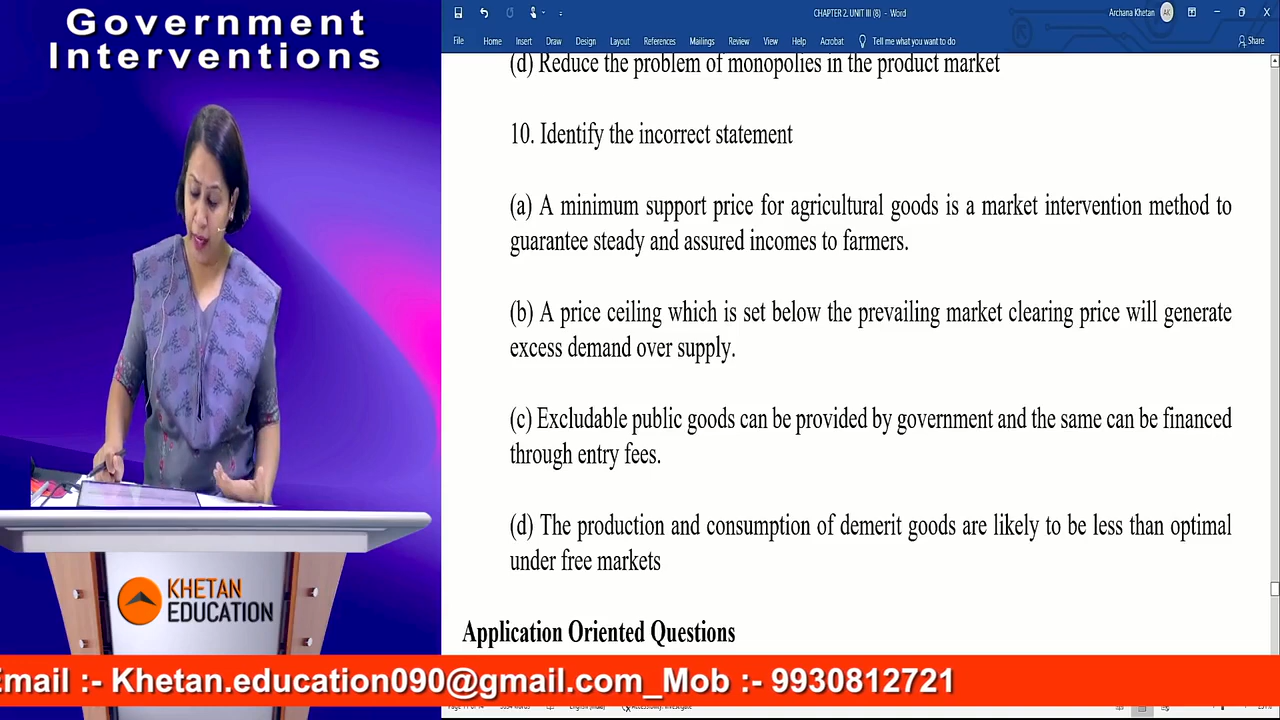 Government
Interventions
CHAPTER 2. UNIT III (8) - Word
Archana Khetan
AK
File Home Insert Draw Design Layout References Mailings Review View Help Acrobat Tell me what you want to do
Share
(d) Reduce the problem of monopolies in the product market
10. Identify the incorrect statement
(a) A minimum support price for agricultural goods is a market intervention method to
guarantee steady and assured incomes to farmers.
(b) A price ceiling which is set below the prevailing market clearing price will generate
excess demand over supply.
(c) Excludable public goods can be provided by government and the same can be financed
through entry fees.
(d) The production and consumption of demerit goods are likely to be less than optimal
under free markets
Application Oriented Questions
KHETAN
EDUCATION
Email :- Khetan.education090@gmail.com_Mob :- 9930812721